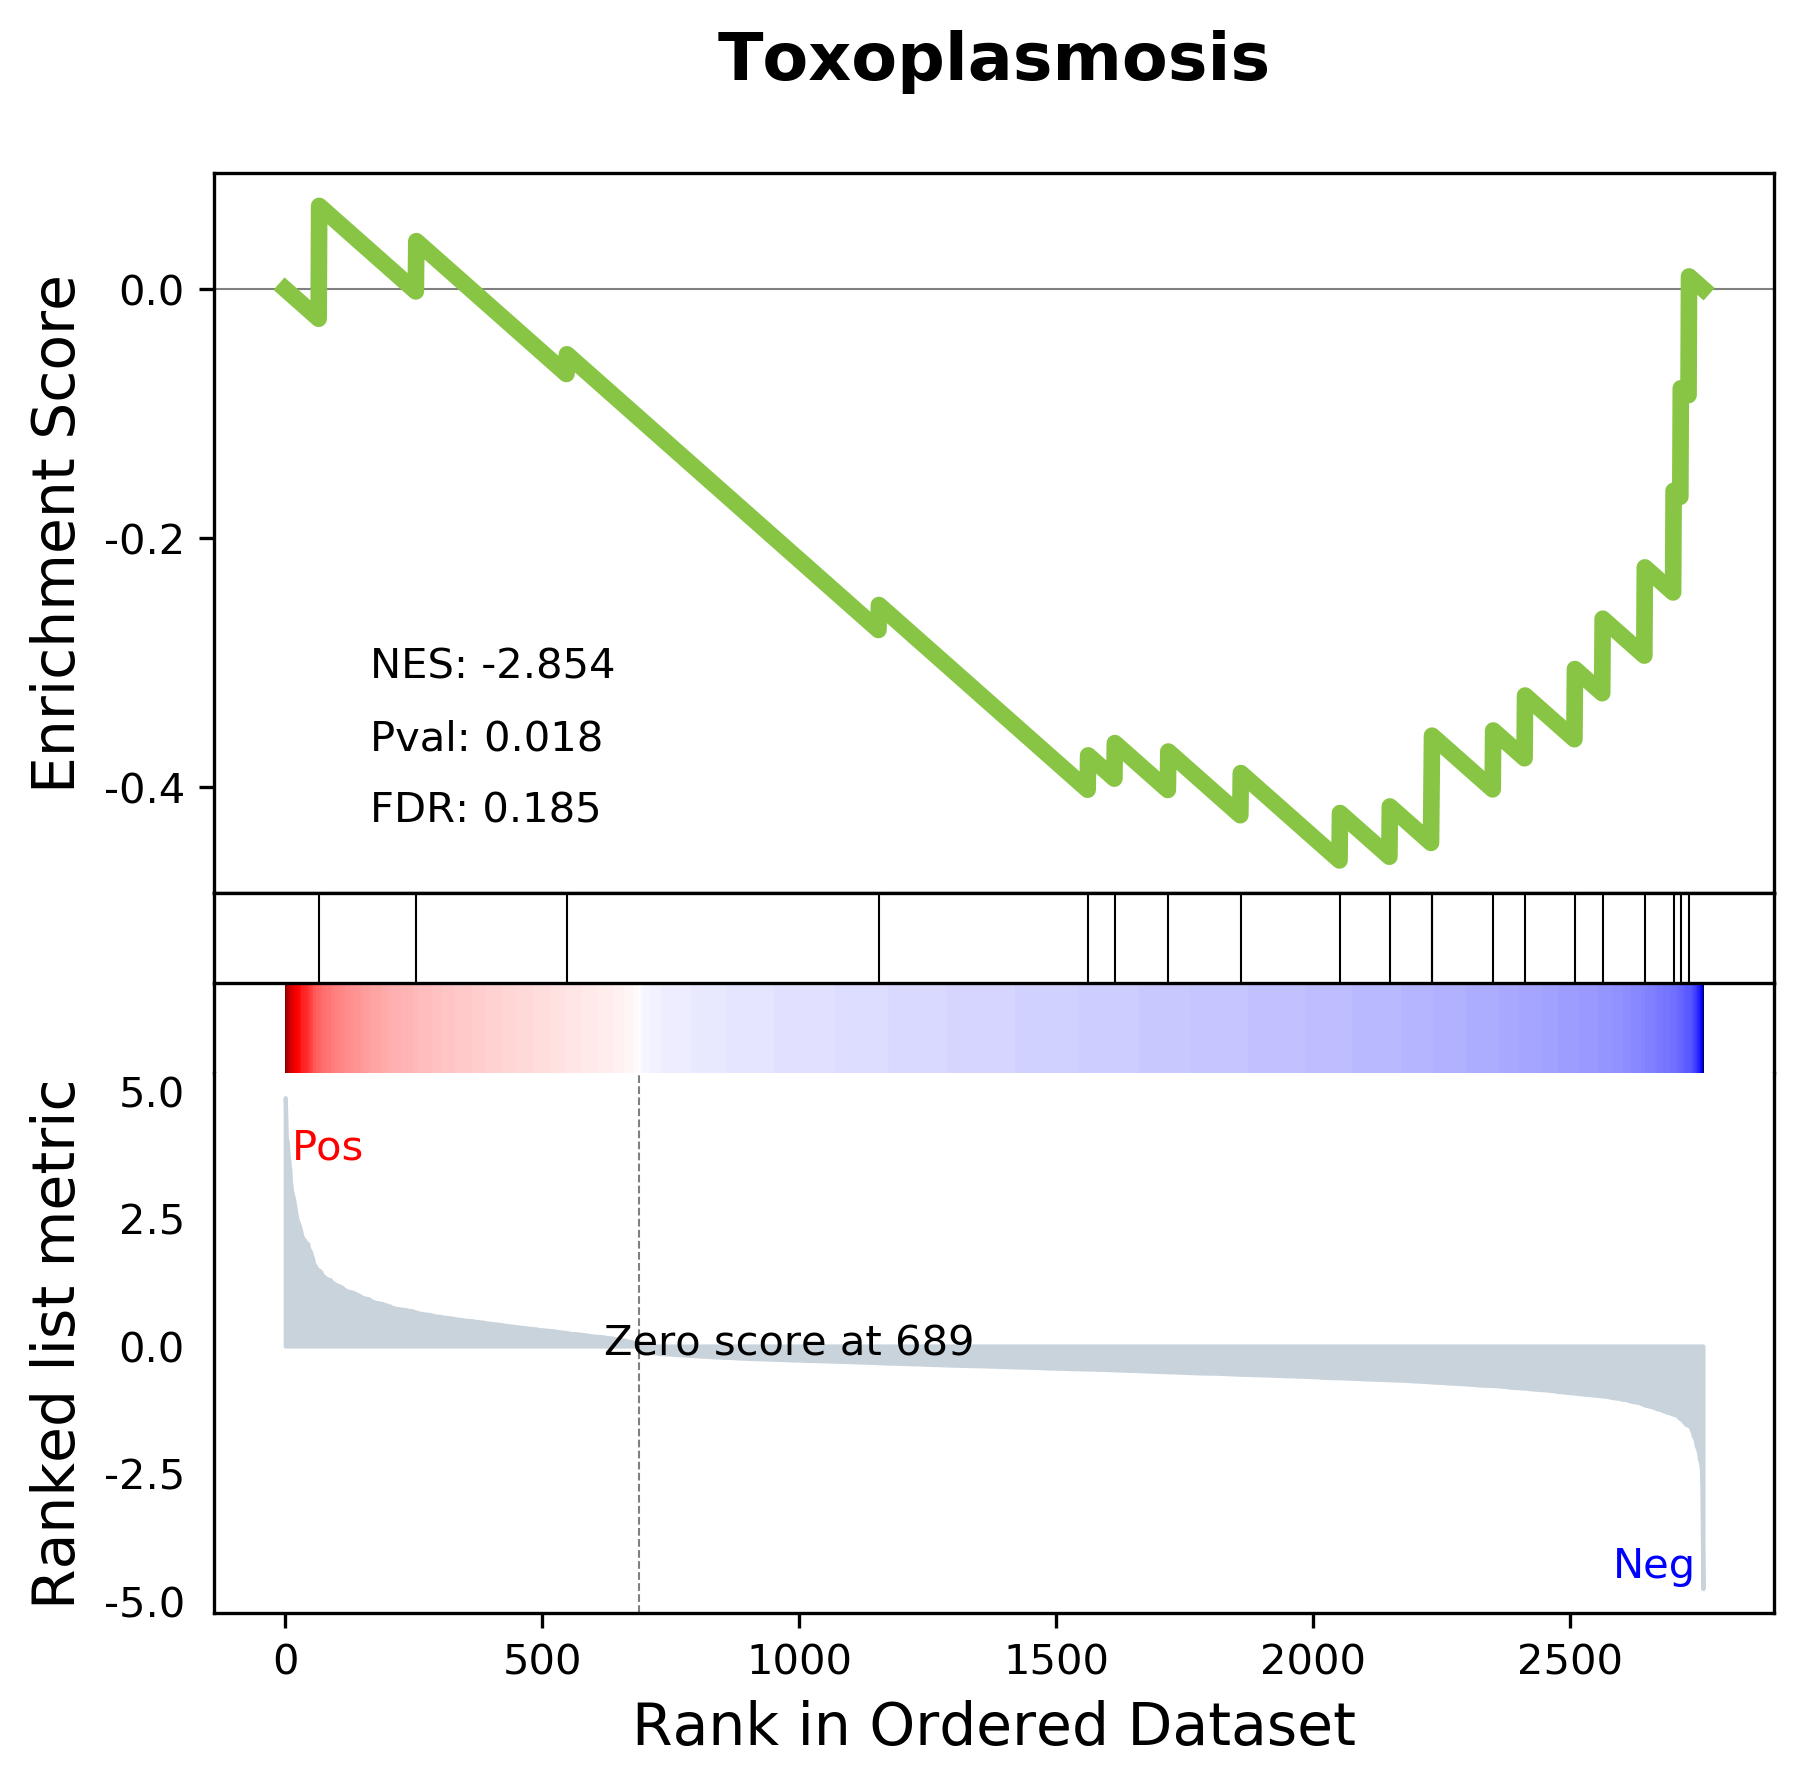 Toxoplasmosis
Enrichment Score
0.0
-0.2
-0.4
NES: -2.854
Pval: 0.018
FDR: 0.185
Ranked list metric
5.0
2.5
0.0
-2.5
-5.0
Pos
Zero score at 689
Neg
0 500 1000 1500 2000 2500
Rank in Ordered Dataset